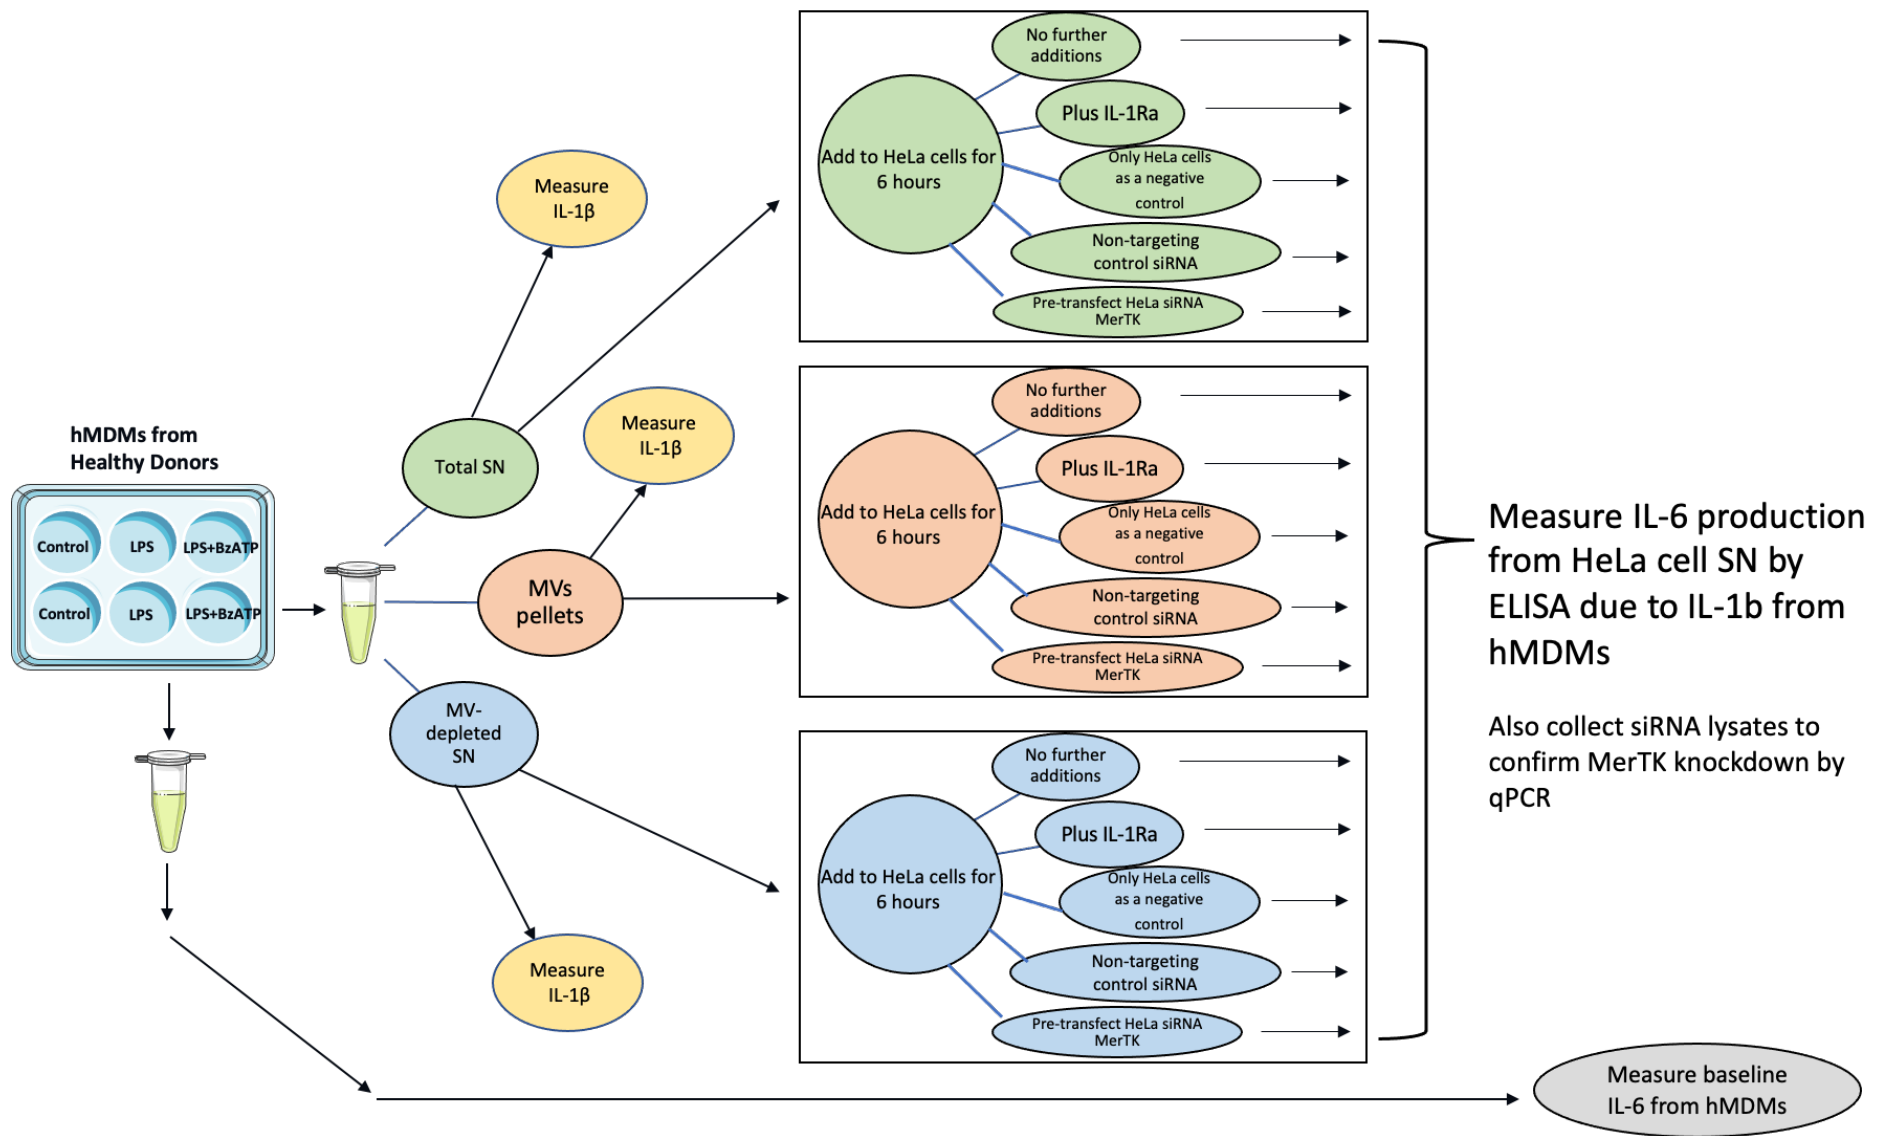 hMDMs from
Healthy Donors
Control
LPS
LPS+BzATP
Control
LPS
LPS+BzATP
Total SN
MVs
pellets
MV-
depleted
SN
Measure
IL-1β
Measure
IL-1β
Measure
IL-1β
Add to HeLa cells for
6 hours
No further
additions
Plus IL-1Ra
Only HeLa cells
as a negative
control
Non-targeting
control siRNA
Pre-transfect HeLa siRNA
MerTK
Add to HeLa cells for
6 hours
No further
additions
Plus IL-1Ra
Only HeLa cells
as a negative
control
Non-targeting
control siRNA
Pre-transfect HeLa siRNA
MerTK
Add to HeLa cells for
6 hours
No further
additions
Plus IL-1Ra
Only HeLa cells
as a negative
control
Non-targeting
control siRNA
Pre-transfect HeLa siRNA
MerTK
Measure IL-6 production
from HeLa cell SN by
ELISA due to IL-1b from
hMDMs
Also collect siRNA lysates to
confirm MerTK knockdown by
qPCR
Measure baseline
IL-6 from hMDMs